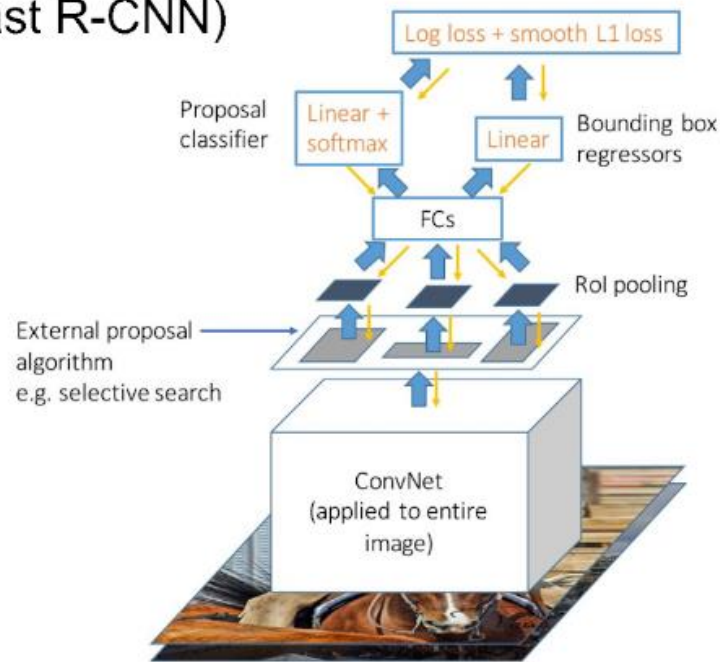 ast R-CNN)
Log loss + smooth L1 loss
Proposal
classifier
Linear +
softmax
Linear
Bounding box
regressors
FCs
RoI pooling
External proposal
algorithm
e.g. selective search
ConvNet
(applied to entire
image)